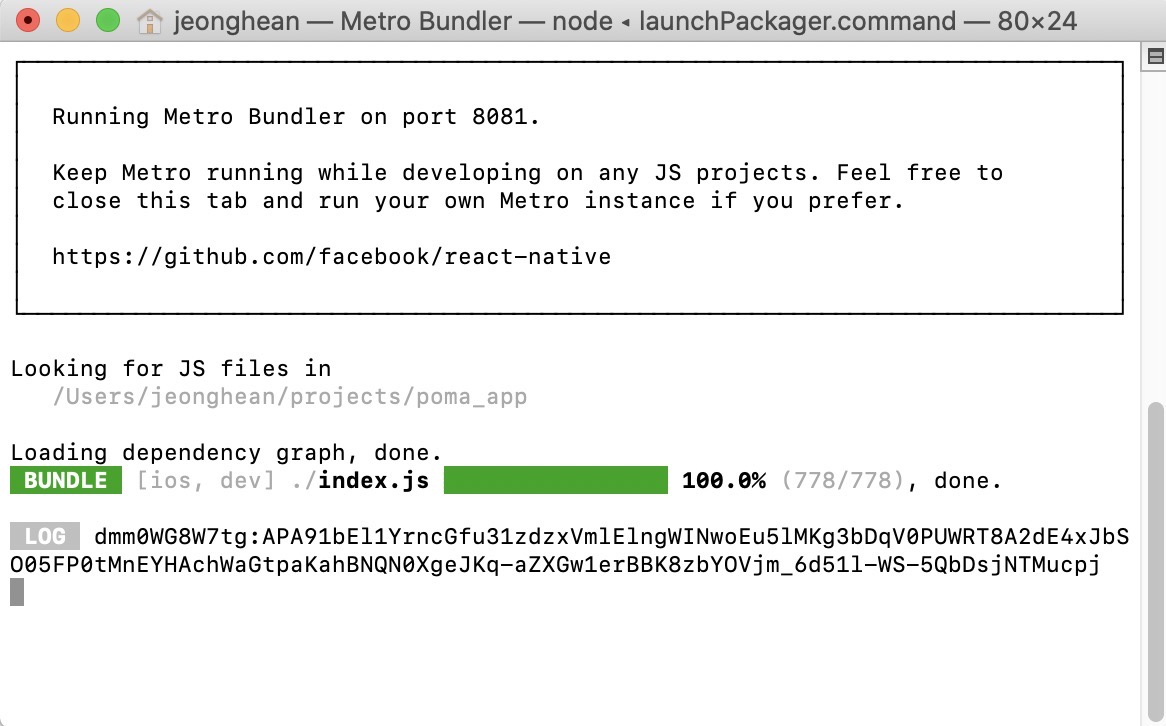 jeonghean — Metro Bundler — node ◂ launchPackager.command — 80×24
Running Metro Bundler on port 8081.
Keep Metro running while developing on any JS projects. Feel free to
close this tab and run your own Metro instance if you prefer.
https://github.com/facebook/react-native
Looking for JS files in
/Users/jeonghean/projects/poma_app
Loading dependency graph, done.
BUNDLE [ios, dev] ./index.js 100.0% (778/778), done.
LOG dmm0WG8W7tg:APA91bEl1YrncGfu31zdzxVmlElngWINwoEu5lMKg3bDqV0PUWRT8A2dE4xJbS
O05FP0tMnEYHAchWaGtpaKahBNQN0XgeJKq-aZXGw1erBBK8zbYOVjm_6d51l-WS-5QbDsjNTMucpj